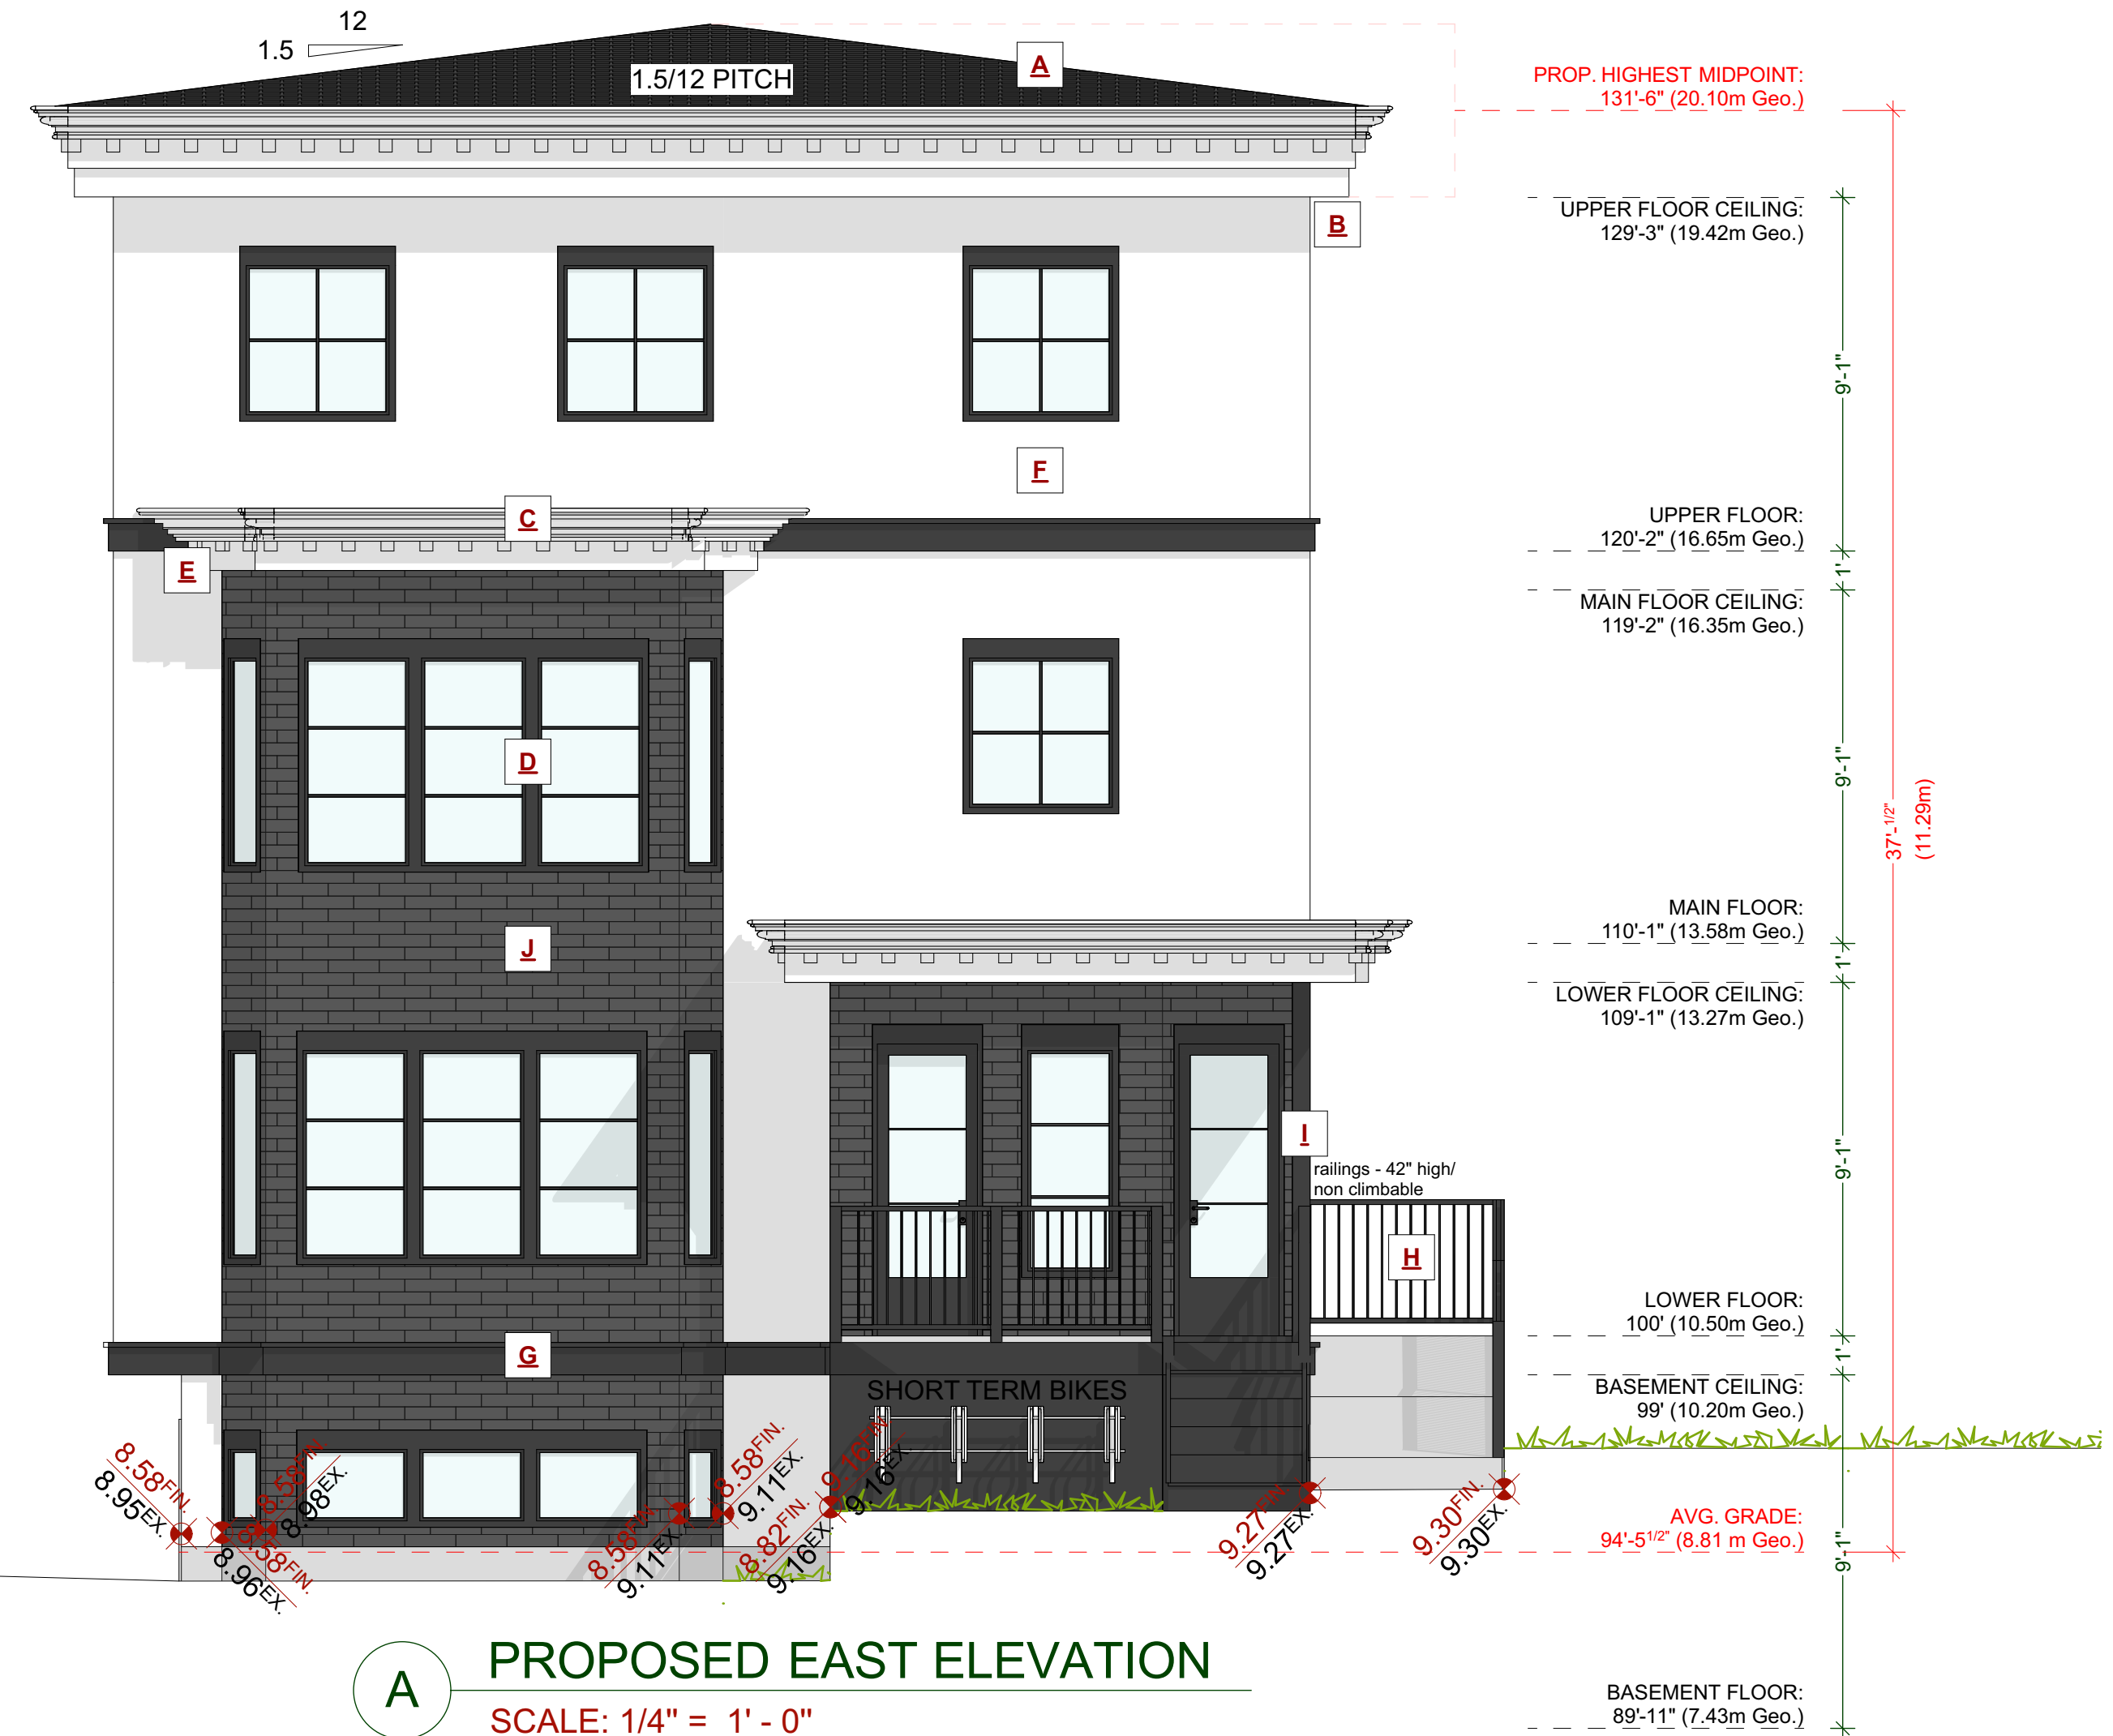 12
1.5
1.5/12 PITCH
A
PROP. HIGHEST MIDPOINT:
131'-6" (20.10m Geo.)
B
UPPER FLOOR CEILING:
129'-3" (19.42m Geo.)
9'-1"
F
C
UPPER FLOOR:
120'-2" (16.65m Geo.)
E
1'
MAIN FLOOR CEILING:
119'-2" (16.35m Geo.)
D
9'-1"
37'-1/2"
(11.29m)
J
MAIN FLOOR:
110'-1" (13.58m Geo.)
1'
LOWER FLOOR CEILING:
109'-1" (13.27m Geo.)
I
railings - 42" high/
non climbable
9'-1"
H
LOWER FLOOR:
100' (10.50m Geo.)
G
1'
SHORT TERM BIKES
BASEMENT CEILING:
99' (10.20m Geo.)
8.58FIN.
8.95EX.
8.58FIN.
8.98EX.
8.58FIN.
8.96EX.
8.58FIN.
9.11EX.
8.58FIN.
9.11EX.
8.82FIN.
9.16EX.
9.16FIN.
9.16EX.
9.27FIN.
9.27EX.
9.30FIN.
9.30EX.
AVG. GRADE:
94'-51/2" (8.81 m Geo.)
9'-1"
A
PROPOSED EAST ELEVATION
SCALE: 1/4" = 1' - 0"
BASEMENT FLOOR:
89'-11" (7.43m Geo.)